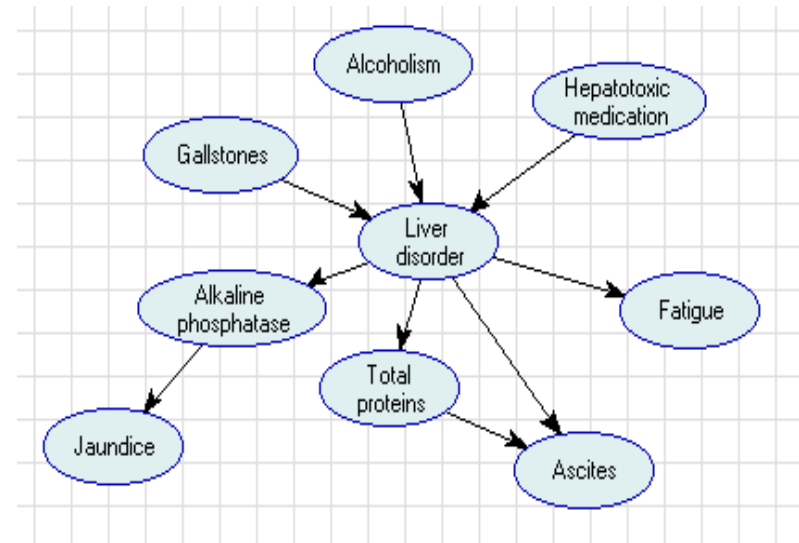 Alcoholism
Hepatotoxic
medication
Gallstones
Liver
disorder
Alkaline
phosphatase
Fatigue
Total
proteins
Jaundice
Ascites